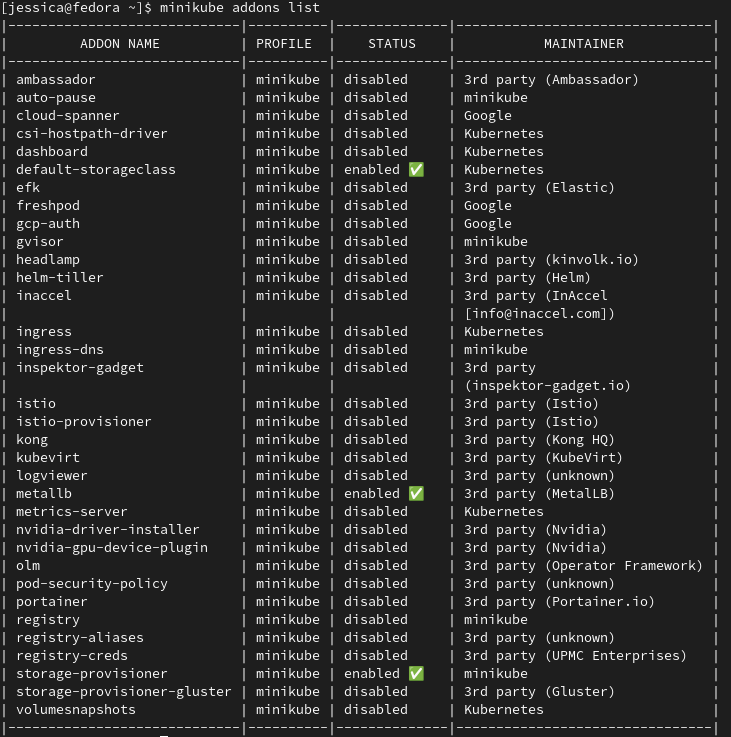 [jessica@fedora ~]$ minikube addons list
|-----------------------------|----------|--------------|--------------------------------|
|         ADDON NAME          | PROFILE  |    STATUS    |           MAINTAINER           |
|-----------------------------|----------|--------------|--------------------------------|
| ambassador                  | minikube | disabled     | 3rd party (Ambassador)         |
| auto-pause                  | minikube | disabled     | minikube                       |
| cloud-spanner               | minikube | disabled     | Google                         |
| csi-hostpath-driver         | minikube | disabled     | Kubernetes                     |
| dashboard                   | minikube | disabled     | Kubernetes                     |
| default-storageclass        | minikube | enabled ✅   | Kubernetes                     |
| efk                         | minikube | disabled     | 3rd party (Elastic)            |
| freshpod                    | minikube | disabled     | Google                         |
| gcp-auth                    | minikube | disabled     | Google                         |
| gvisor                      | minikube | disabled     | minikube                       |
| headlamp                    | minikube | disabled     | 3rd party (kinvolk.io)         |
| helm-tiller                 | minikube | disabled     | 3rd party (Helm)               |
| inaccel                     | minikube | disabled     | 3rd party (InAccel             |
|                             |          |              | [info@inaccel.com])            |
| ingress                     | minikube | disabled     | Kubernetes                     |
| ingress-dns                 | minikube | disabled     | minikube                       |
| inspektor-gadget            | minikube | disabled     | 3rd party                      |
|                             |          |              | (inspektor-gadget.io)          |
| istio                       | minikube | disabled     | 3rd party (Istio)              |
| istio-provisioner           | minikube | disabled     | 3rd party (Istio)              |
| kong                        | minikube | disabled     | 3rd party (Kong HQ)            |
| kubevirt                    | minikube | disabled     | 3rd party (KubeVirt)           |
| logviewer                   | minikube | disabled     | 3rd party (unknown)            |
| metallb                     | minikube | enabled ✅   | 3rd party (MetalLB)            |
| metrics-server              | minikube | disabled     | Kubernetes                     |
| nvidia-driver-installer     | minikube | disabled     | 3rd party (Nvidia)             |
| nvidia-gpu-device-plugin    | minikube | disabled     | 3rd party (Nvidia)             |
| olm                         | minikube | disabled     | 3rd party (Operator Framework) |
| pod-security-policy         | minikube | disabled     | 3rd party (unknown)            |
| portainer                   | minikube | disabled     | 3rd party (Portainer.io)       |
| registry                    | minikube | disabled     | minikube                       |
| registry-aliases            | minikube | disabled     | 3rd party (unknown)            |
| registry-creds              | minikube | disabled     | 3rd party (UPMC Enterprises)   |
| storage-provisioner         | minikube | enabled ✅   | minikube                       |
| storage-provisioner-gluster | minikube | disabled     | 3rd party (Gluster)            |
| volumesnapshots             | minikube | disabled     | Kubernetes                     |
|-----------------------------|----------|--------------|--------------------------------|